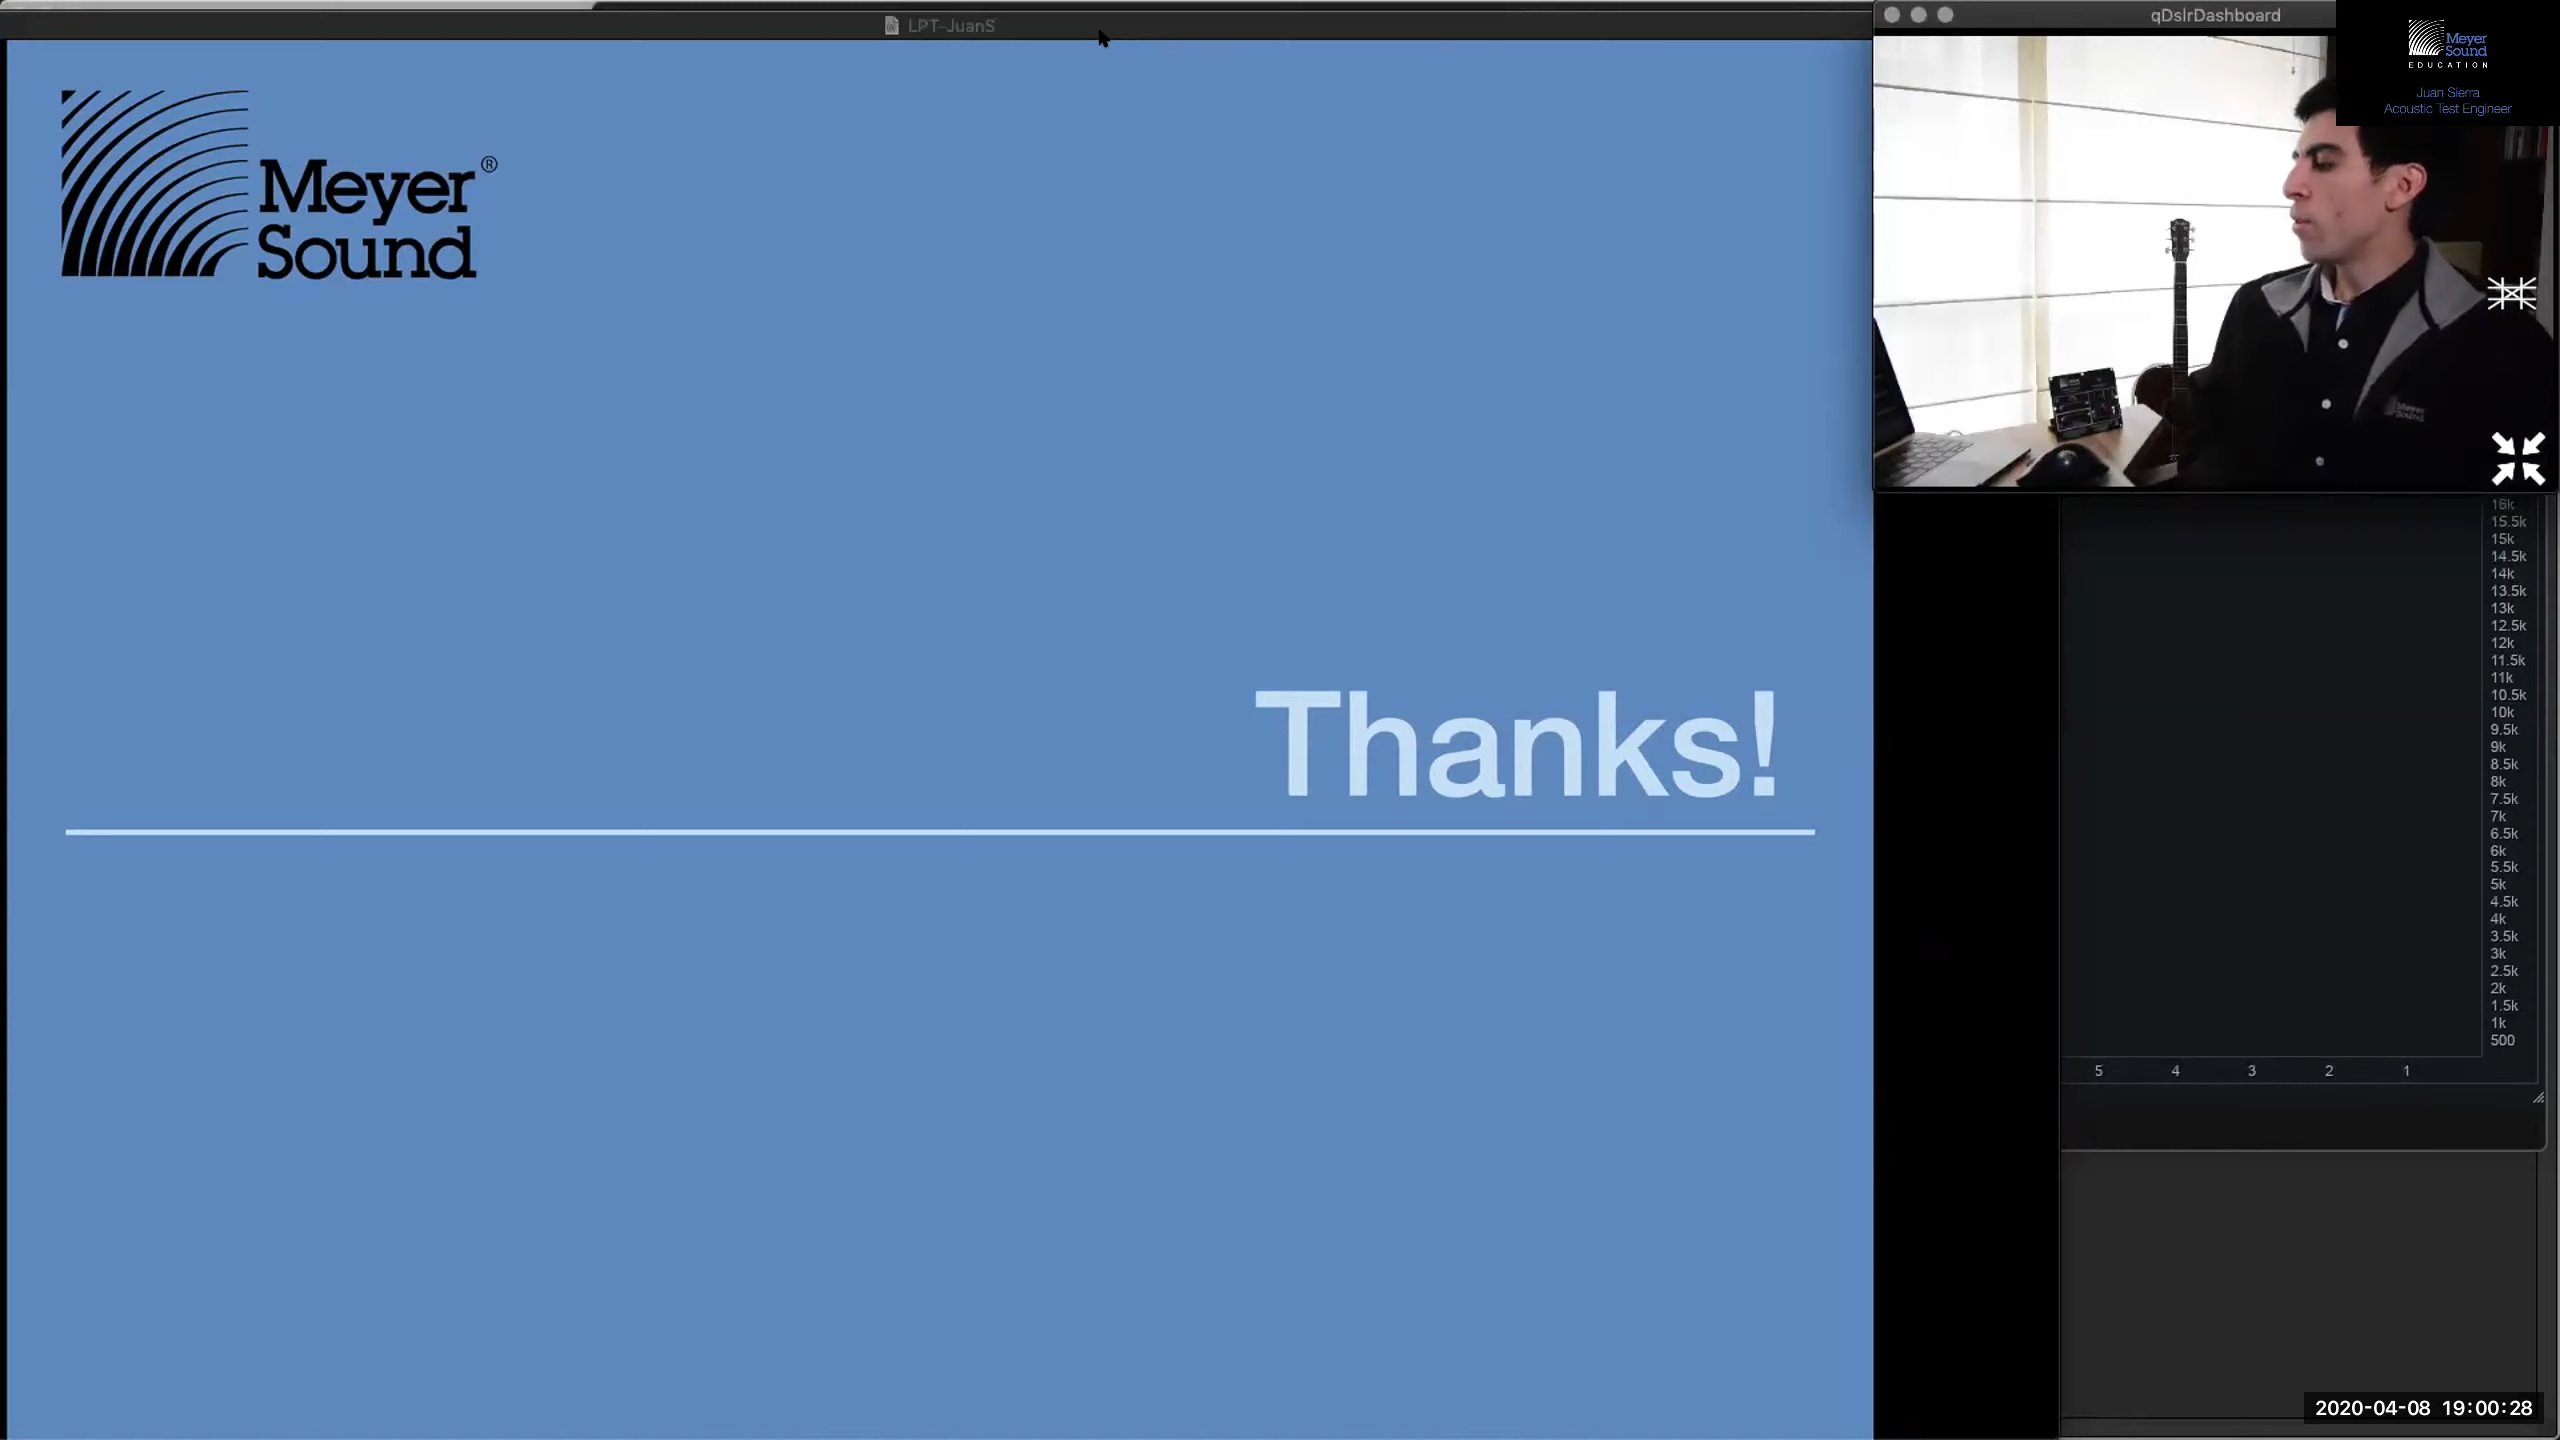 LPT-JuanS
qDslrDashboard
Meyer
Sound
EDUCATION
Juan Sierra
Acoustic Test Engineer
Meyer®
Sound
Thanks!
Meyer
Sound
16k
15.5k
15k
14.5k
14k
13.5k
13k
12.5k
12k
11.5k
11k
10.5k
10k
9.5k
9k
8.5k
8k
7.5k
7k
6.5k
6k
5.5k
5k
4.5k
4k
3.5k
3k
2.5k
2k
1.5k
1k
500
5 4 3 2 1
2020-04-08 19:00:28